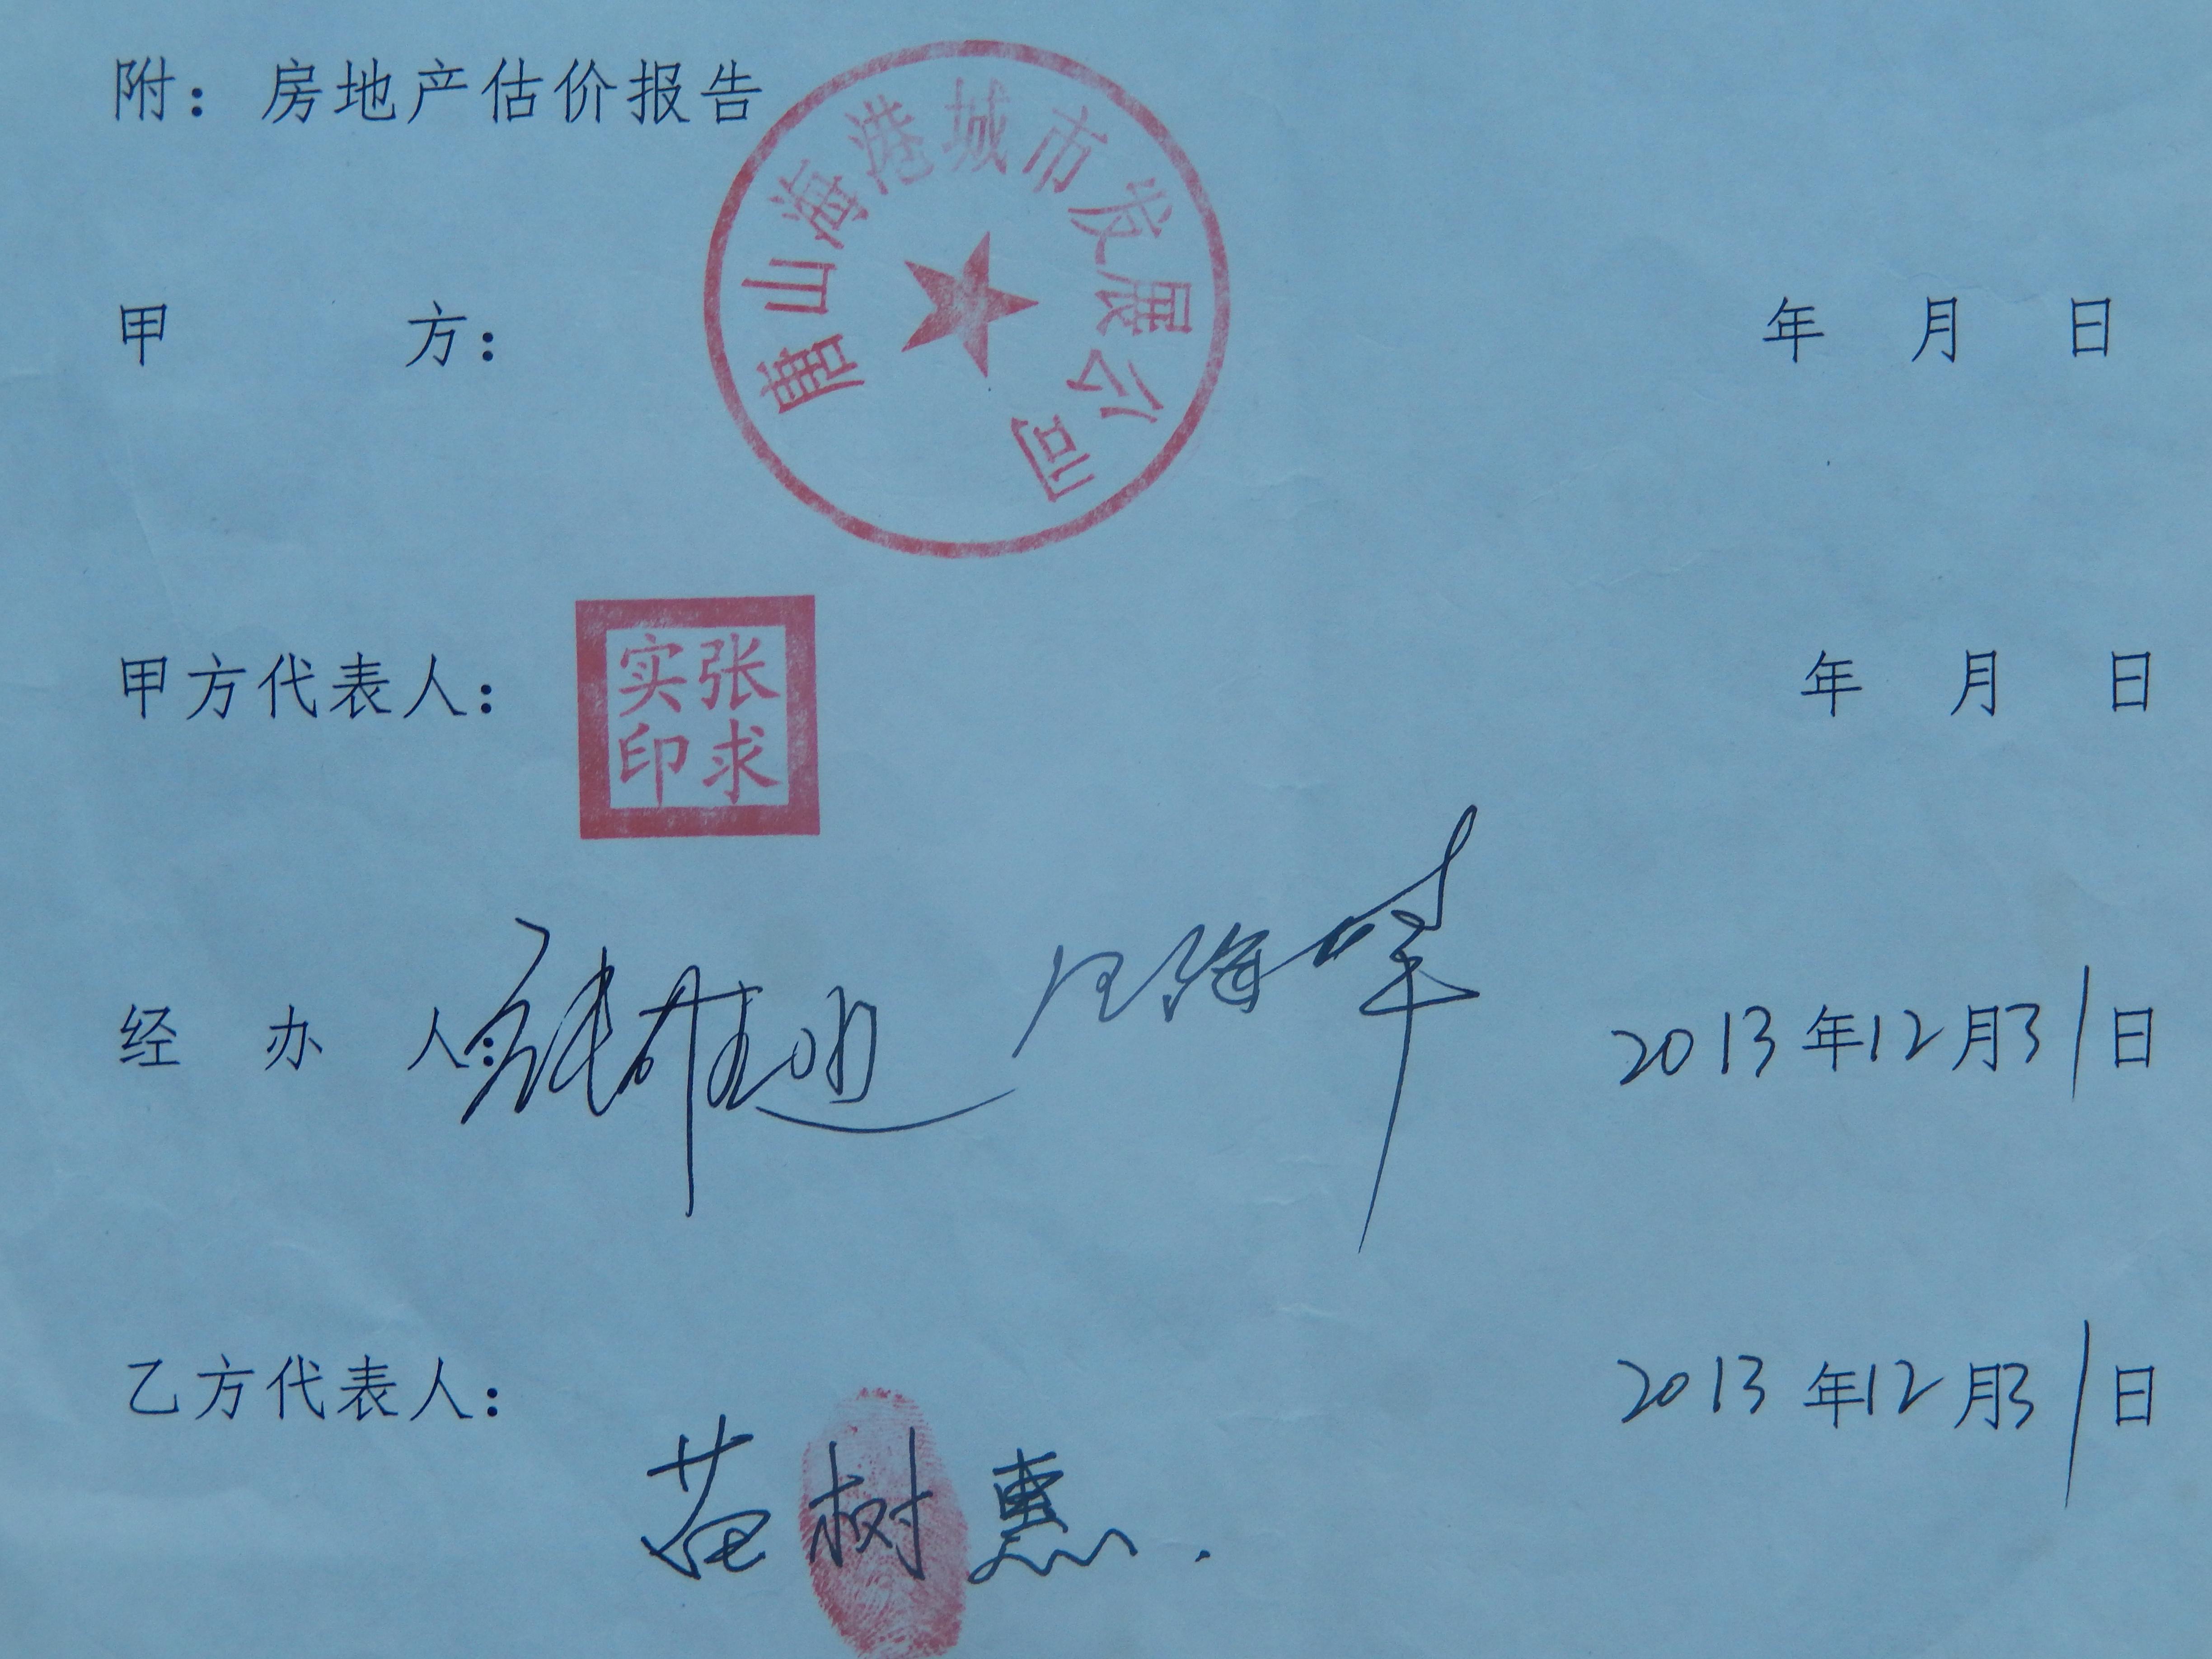 附：房地产估价报告
唐山海港城市发展公司
甲 方： 年 月 日
甲方代表人： 年 月 日
张求实印
经 办 人： 2013年12月31日
乙方代表人： 2013年12月31日
苗树惠.